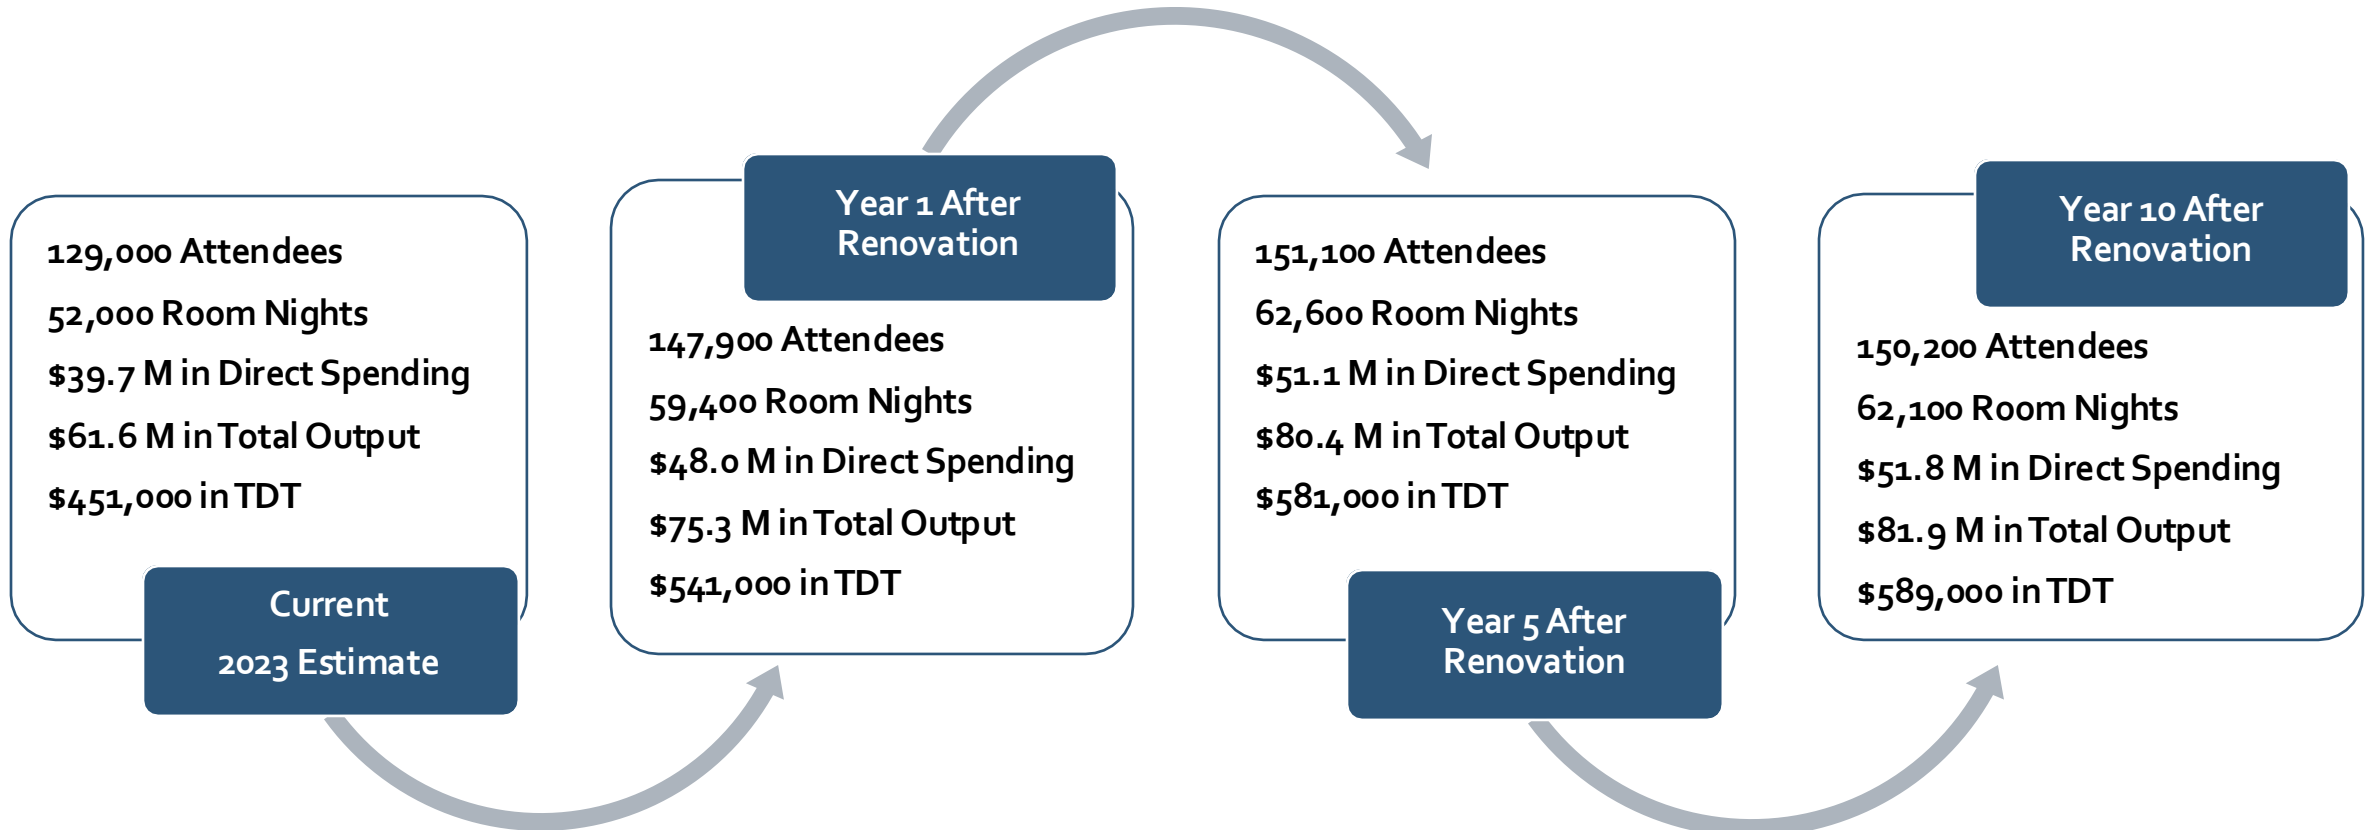 129,000 Attendees
52,000 Room Nights
$39.7 M in Direct Spending
$61.6 M in Total Output
$451,000 in TDT
Current
2023 Estimate
Year 1 After
Renovation
147,900 Attendees
59,400 Room Nights
$48.0 M in Direct Spending
$75.3 M in Total Output
$541,000 in TDT
151,100 Attendees
62,600 Room Nights
$51.1 M in Direct Spending
$80.4 M in Total Output
$581,000 in TDT
Year 5 After
Renovation
Year 10 After
Renovation
150,200 Attendees
62,100 Room Nights
$51.8 M in Direct Spending
$81.9 M in Total Output
$589,000 in TDT